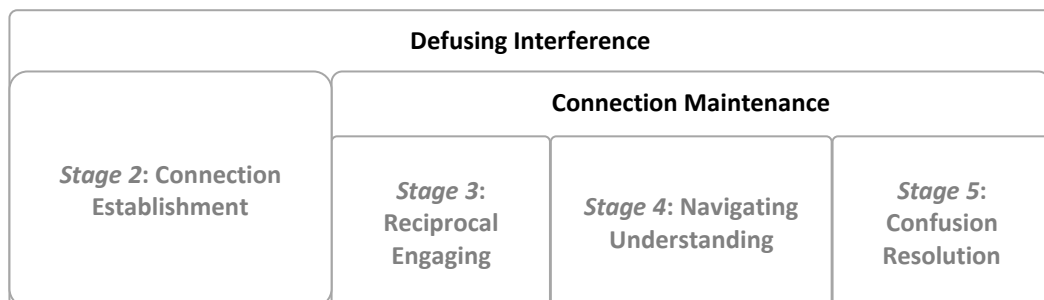 Defusing Interference
Connection Maintenance
Stage 2: Connection
Establishment
Stage 3:
Reciprocal
Engaging
Stage 4: Navigating
Understanding
Stage 5:
Confusion
Resolution